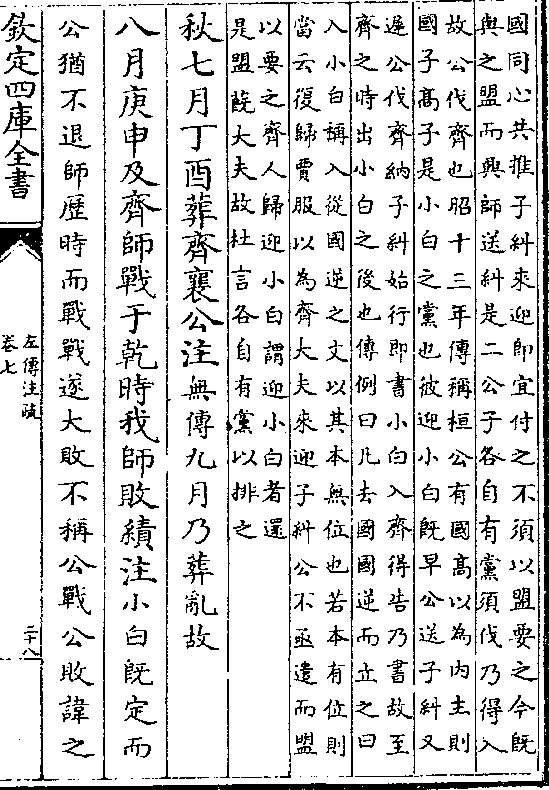 國同心共推子糾來迎即宜付之不須以盟要之今既
與之盟而興師送糾是二公子各自有黨須伐乃得入
故公伐齊也昭十三年傳稱桓公有國高以為内主則
國子髙子是小白之黨也彼迎小白既早公送子糾又
遲公伐齊納子糾始行即書小白入齊得告乃書故至
齊之時出小白之後也傳例曰凡去國國逆而立之曰
入小白稱入從國逆之文以其本無位也若本有位則
當云復歸賈服以為齊大夫來迎子糾公不亟遣而盟
以要之齊人歸迎小白謂迎小白者還
是盟䕶大夫故杜言各自有黨以排之
秋七月丁酉葬齊襄公注無傳九月乃葬亂故
八月庚申及齊師戰于乾時我師敗績注小白既定而
公猶不退師歴時而戰戰遂大敗不稱公戰公敗諱之
欽定四庫全書
左傳注疏
卷七
二十八